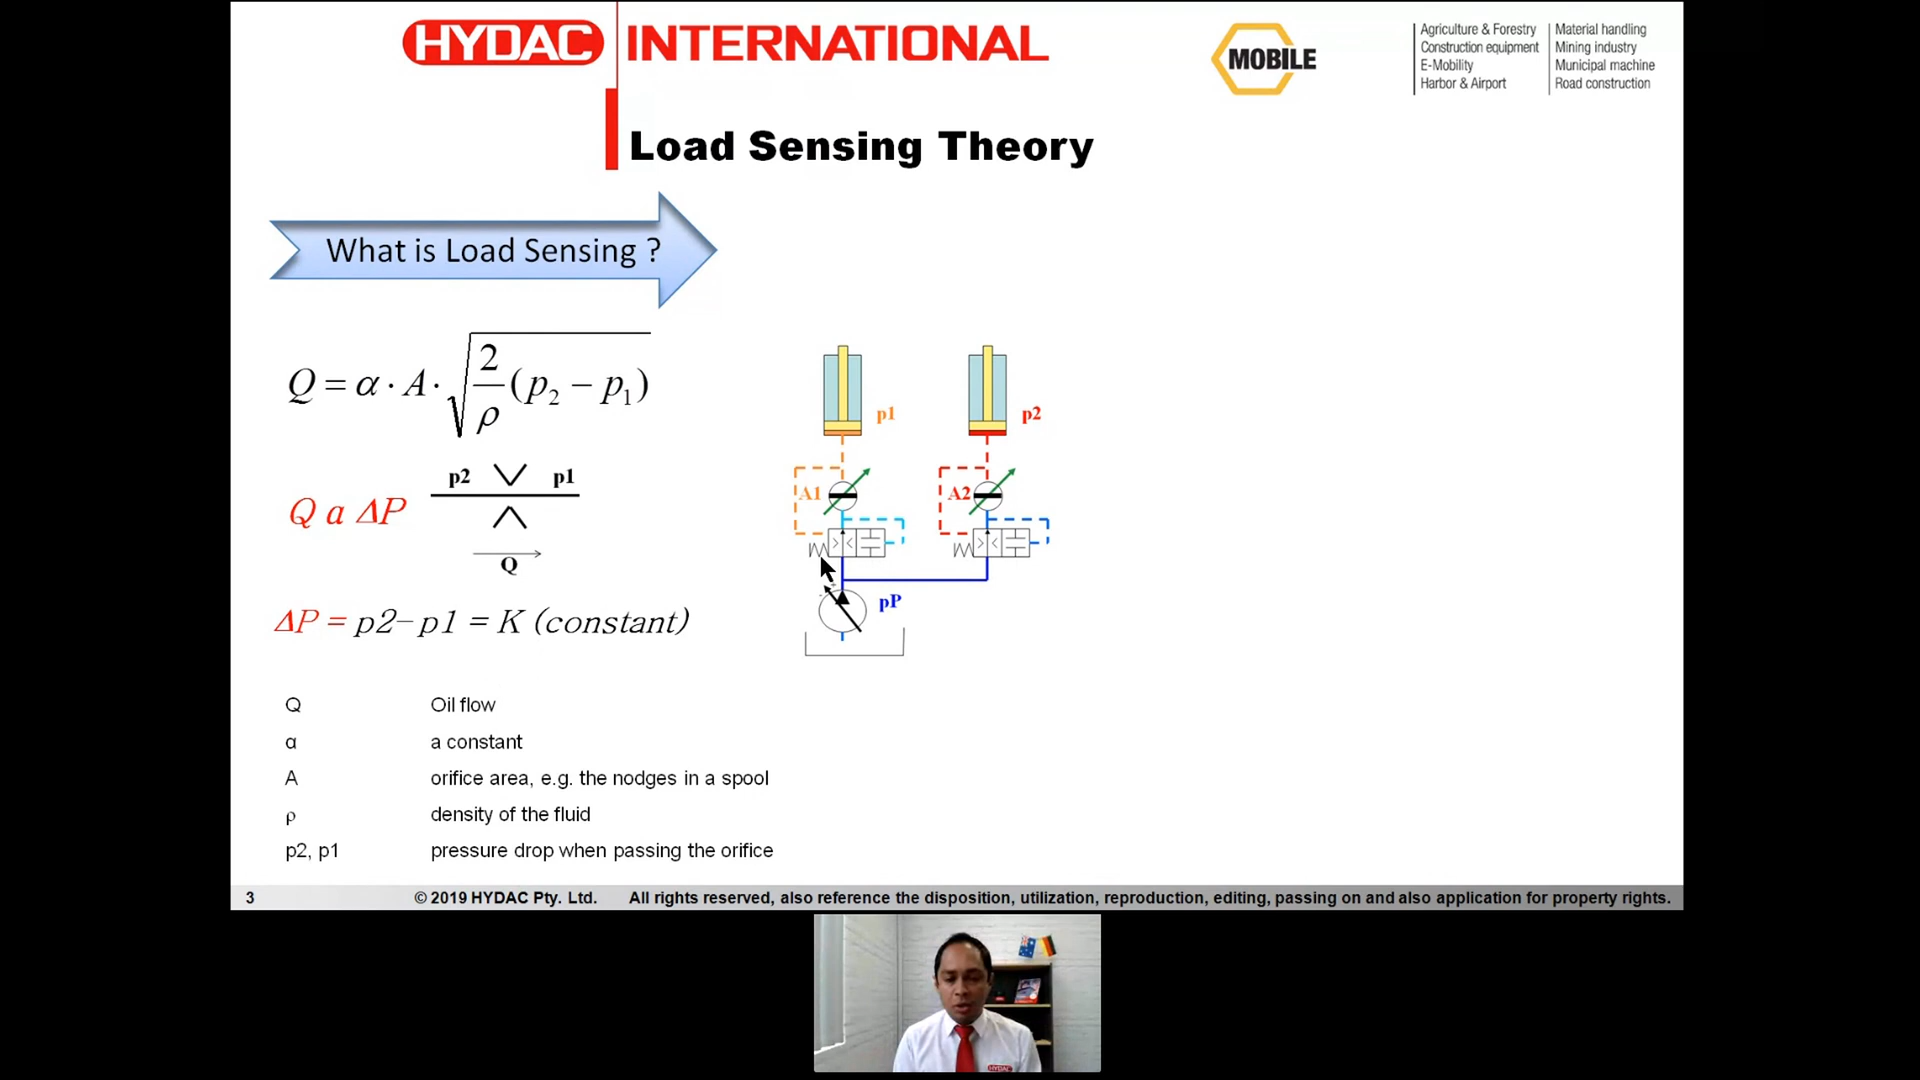 HYDAC INTERNATIONAL
MOBILE
Agriculture & Forestry
Construction equipment
E-Mobility
Harbor & Airport
Material handling
Mining industry
Municipal machine
Road construction
Load Sensing Theory
What is Load Sensing ?
Q = α · A · √ 2/ρ (p₂ − p₁)
p2 p1
Q a ΔP
Q
ΔP = p2-p1 = K (constant)
p1 p2
A1 A2
pP
Q Oil flow
α a constant
A orifice area, e.g. the nodges in a spool
ρ density of the fluid
p2, p1 pressure drop when passing the orifice
3 © 2019 HYDAC Pty. Ltd. All rights reserved, also reference the disposition, utilization, reproduction, editing, passing on and also application for property rights.
HYDAC